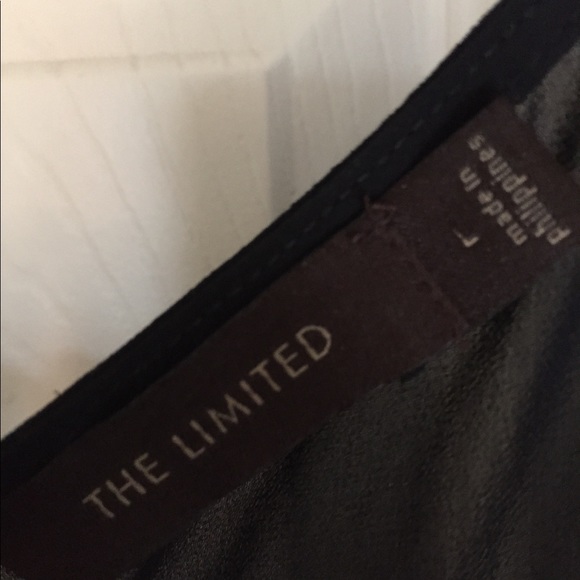 THE LIMITED
L
made in
philippines